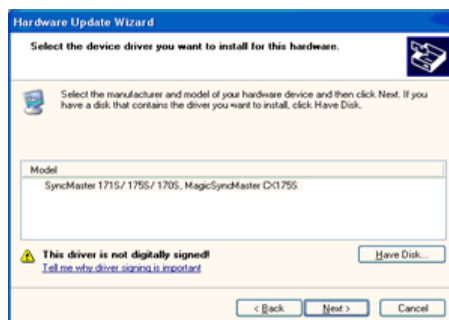 Hardware Update Wizard
Select the device driver you want to install for this hardware.
Select the manufacturer and model of your hardware device and then click Next. If you
have a disk that contains the driver you want to install, click Have Disk.
Model
SyncMaster 171S/ 175S/ 170S, MagicSyncMaster CX175S
This driver is not digitally signed!
Have Disk...
Tell me why driver signing is important
< Back
Next >
Cancel